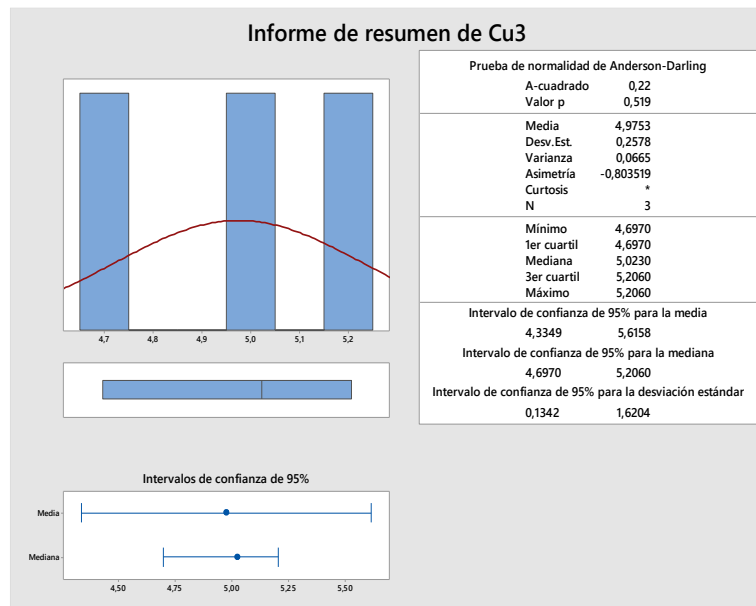 Informe de resumen de Cu3
4,7 4,8 4,9 5,0 5,1 5,2
Intervalos de confianza de 95%
Media
Mediana
4,50 4,75 5,00 5,25 5,50
Prueba de normalidad de Anderson-Darling
A-cuadrado 0,22
Valor p 0,519
Media 4,9753
Desv.Est. 0,2578
Varianza 0,0665
Asimetría -0,803519
Curtosis *
N 3
Mínimo 4,6970
1er cuartil 4,6970
Mediana 5,0230
3er cuartil 5,2060
Máximo 5,2060
Intervalo de confianza de 95% para la media
4,3349 5,6158
Intervalo de confianza de 95% para la mediana
4,6970 5,2060
Intervalo de confianza de 95% para la desviación estándar
0,1342 1,6204